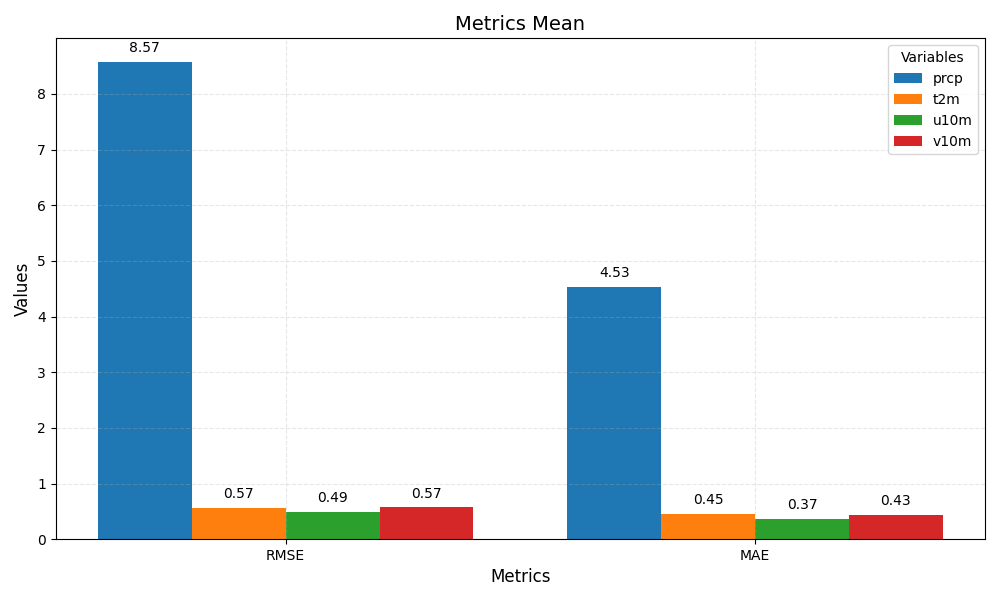 Metrics Mean
8.57
Variables
prcp
t2m
u10m
v10m
8
7
6
5
4.53
4
3
2
1
0.57
0.49
0.57
0.45
0.37
0.43
0
Values
RMSE
MAE
Metrics